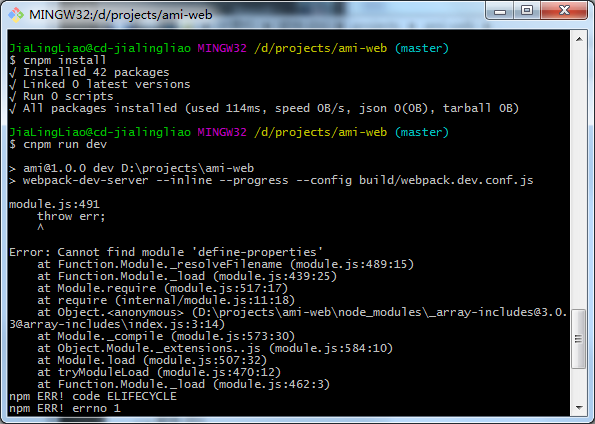 MINGW32:/d/projects/ami-web
JiaLingLiao@cd-jialingliao MINGW32 /d/projects/ami-web (master)
$ cnpm install
√ Installed 42 packages
√ Linked 0 latest versions
√ Run 0 scripts
√ All packages installed (used 114ms, speed 0B/s, json 0(0B), tarball 0B)
JiaLingLiao@cd-jialingliao MINGW32 /d/projects/ami-web (master)
$ cnpm run dev
> ami@1.0.0 dev D:\projects\ami-web
> webpack-dev-server --inline --progress --config build/webpack.dev.conf.js
module.js:491
    throw err;
    ^
Error: Cannot find module 'define-properties'
    at Function.Module._resolveFilename (module.js:489:15)
    at Function.Module._load (module.js:439:25)
    at Module.require (module.js:517:17)
    at require (internal/module.js:11:18)
    at Object.<anonymous> (D:\projects\ami-web\node_modules\_array-includes@3.0.
3@array-includes\index.js:3:14)
    at Module._compile (module.js:573:30)
    at Object.Module._extensions..js (module.js:584:10)
    at Module.load (module.js:507:32)
    at tryModuleLoad (module.js:470:12)
    at Function.Module._load (module.js:462:3)
npm ERR! code ELIFECYCLE
npm ERR! errno 1